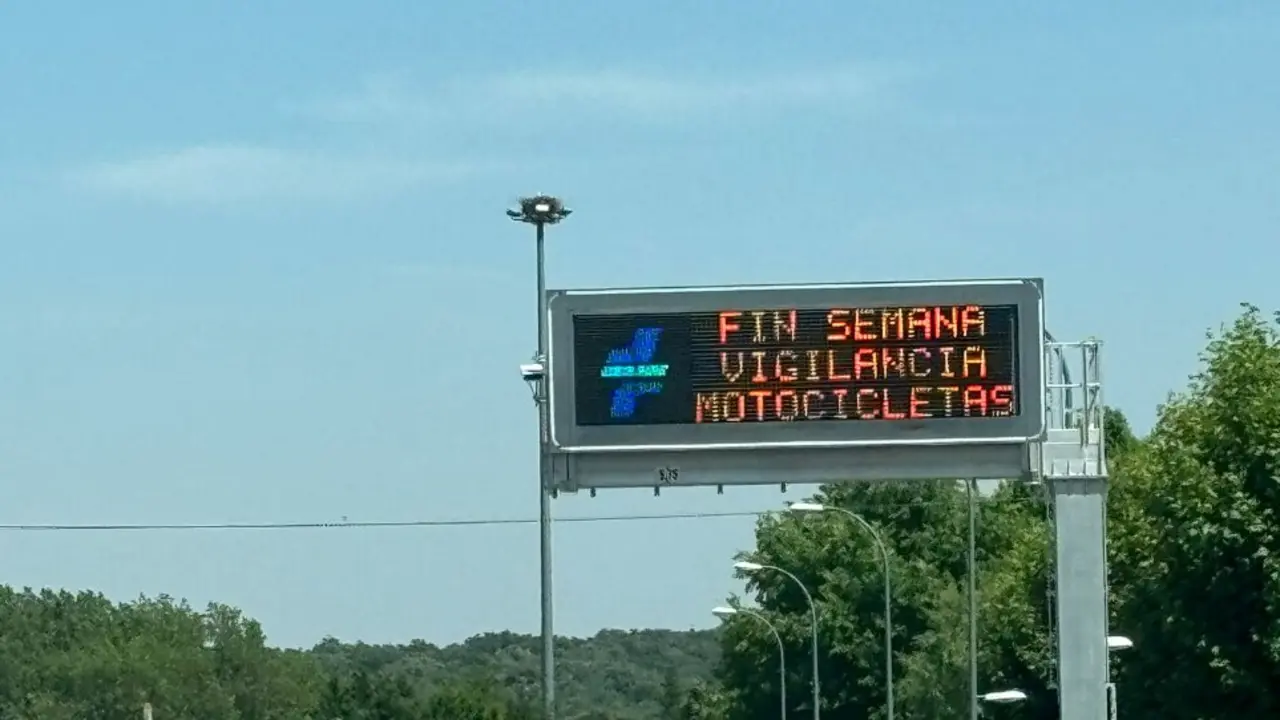 FIN SEMANA
VIGILANCIA
MOTOCICLETAS